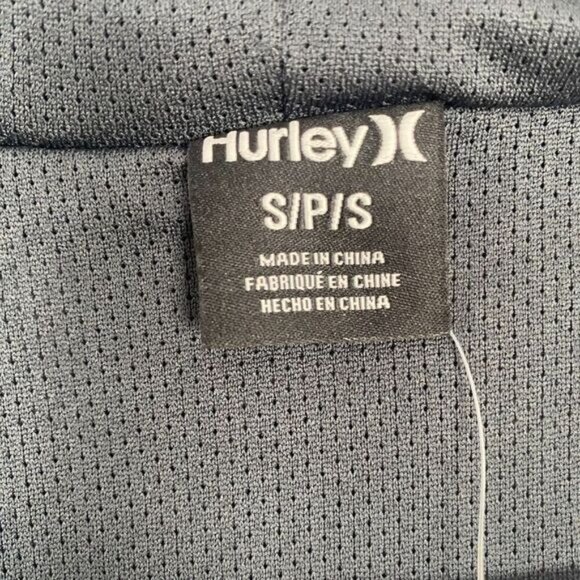 Hurley
S/P/S
MADE IN CHINA
FABRIQUÉ EN CHINE
HECHO EN CHINA